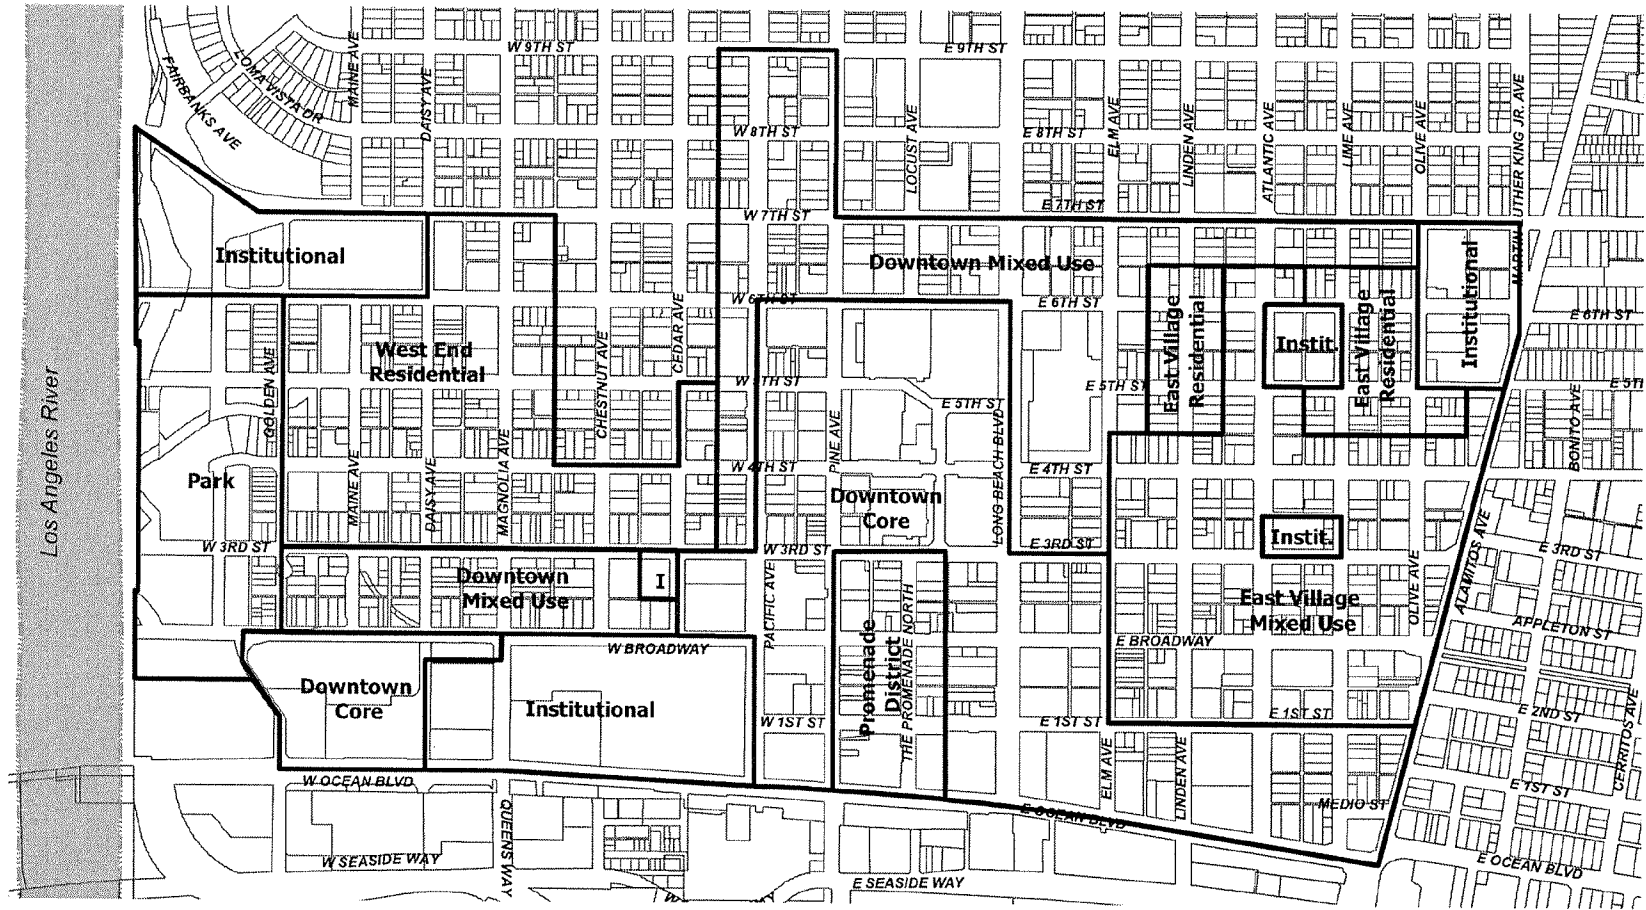 W 9TH ST
E 9TH ST
MAINE AVE
LOMA VISTA DR
FAIRBANKS AVE
DAISY AVE
W 8TH ST
LOCUST AVE
E 8TH ST
ELM AVE
LINDEN AVE
ATLANTIC AVE
LIME AVE
OLIVE AVE
MARTIN LUTHER KING JR. AVE
W 7TH ST
E 7TH ST
Institutional
Downtown Mixed Use
Institutional
W 6TH ST
E 6TH ST
E 6TH ST
East Village
Residential
Instit.
East Village
Residential
CEDAR AVE
CHESTNUT AVE
West End
Residential
GOLDEN AVE
Los Angeles River
W 5TH ST
E 5TH ST
E 5TH ST
E 5TH
LONG BEACH BLVD
PINE AVE
BONITO AVE
MAINE AVE
DAISY AVE
MAGNOLIA AVE
W 4TH ST
E 4TH ST
Park
Downtown
Core
Instit.
W 3RD ST
W 3RD ST
E 3RD ST
E 3RD ST
ALAMITOS AVE
Downtown
Mixed Use
I
PACIFIC AVE
Promenade
District
THE PROMENADE NORTH
East Village
Mixed Use
OLIVE AVE
APPLETON ST
W BROADWAY
E BROADWAY
Downtown
Core
Institutional
W 1ST ST
E 1ST ST
E 1ST ST
E 2ND ST
CERRITOS AVE
W OCEAN BLVD
ELM AVE
LINDEN AVE
E 1ST ST
MEDIO ST
E OCEAN BLVD
QUEENSWAY
W SEASIDE WAY
E SEASIDE WAY
E OCEAN BLVD